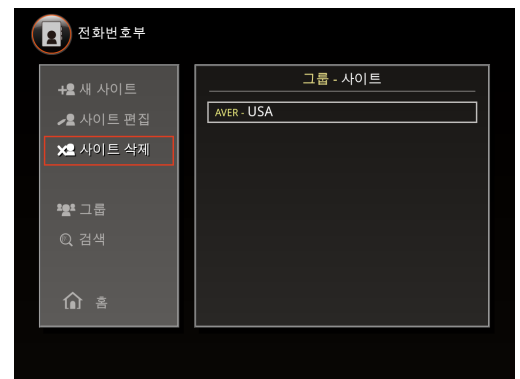 전화번호부
새 사이트
사이트 편집
사이트 삭제
그룹
검색
홈
그룹 - 사이트
AVER - USA